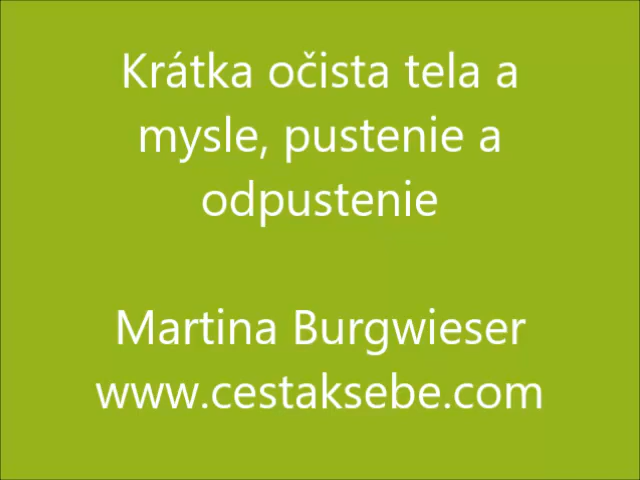 Krátka očista tela a
mysle, pustenie a
odpustenie
Martina Burgwieser
www.cestaksebe.com